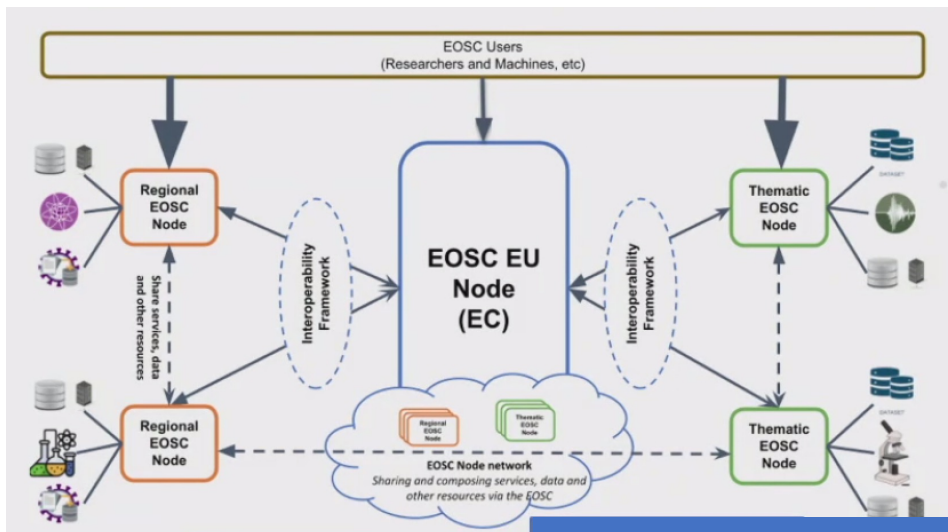 EOSC Users
(Researchers and Machines, etc)
Regional
EOSC
Node
Thematic
EOSC
Node
DATASET
Interoperability
Framework
EOSC EU
Node
(EC)
Interoperability
Framework
Share services, data
and other resources
Regional
EOSC
Node
Regional
EOSC
Node
Thematic
EOSC
Node
Thematic
EOSC
Node
DATASET
EOSC Node network
Sharing and composing services, data and
other resources via the EOSC